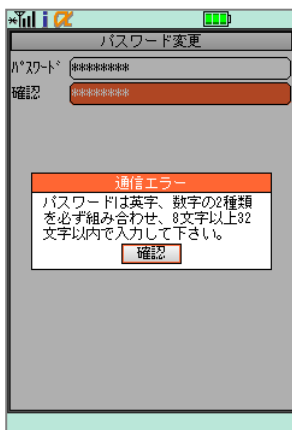 i α
パスワード変更
パスワード ********
確認 ********
通信エラー
パスワードは英字、数字の2種類
を必ず組み合わせ、8文字以上32
文字以内で入力して下さい。
確認